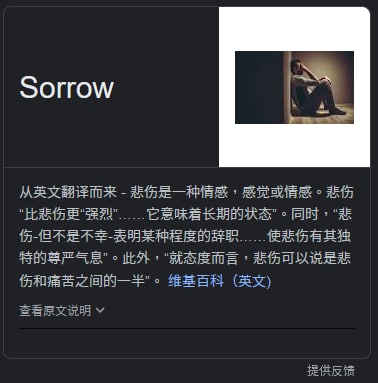 Sorrow
从英文翻译而来 - 悲伤是一种情感，感觉或情感。悲伤
“比悲伤更“强烈”……它意味着长期的状态”。同时，“悲
伤-但不是不幸-表明某种程度的辞职……使悲伤有其独
特的尊严气息”。此外，“就态度而言，悲伤可以说是悲
伤和痛苦之间的一半”。 维基百科（英文)
查看原文说明
提供反馈